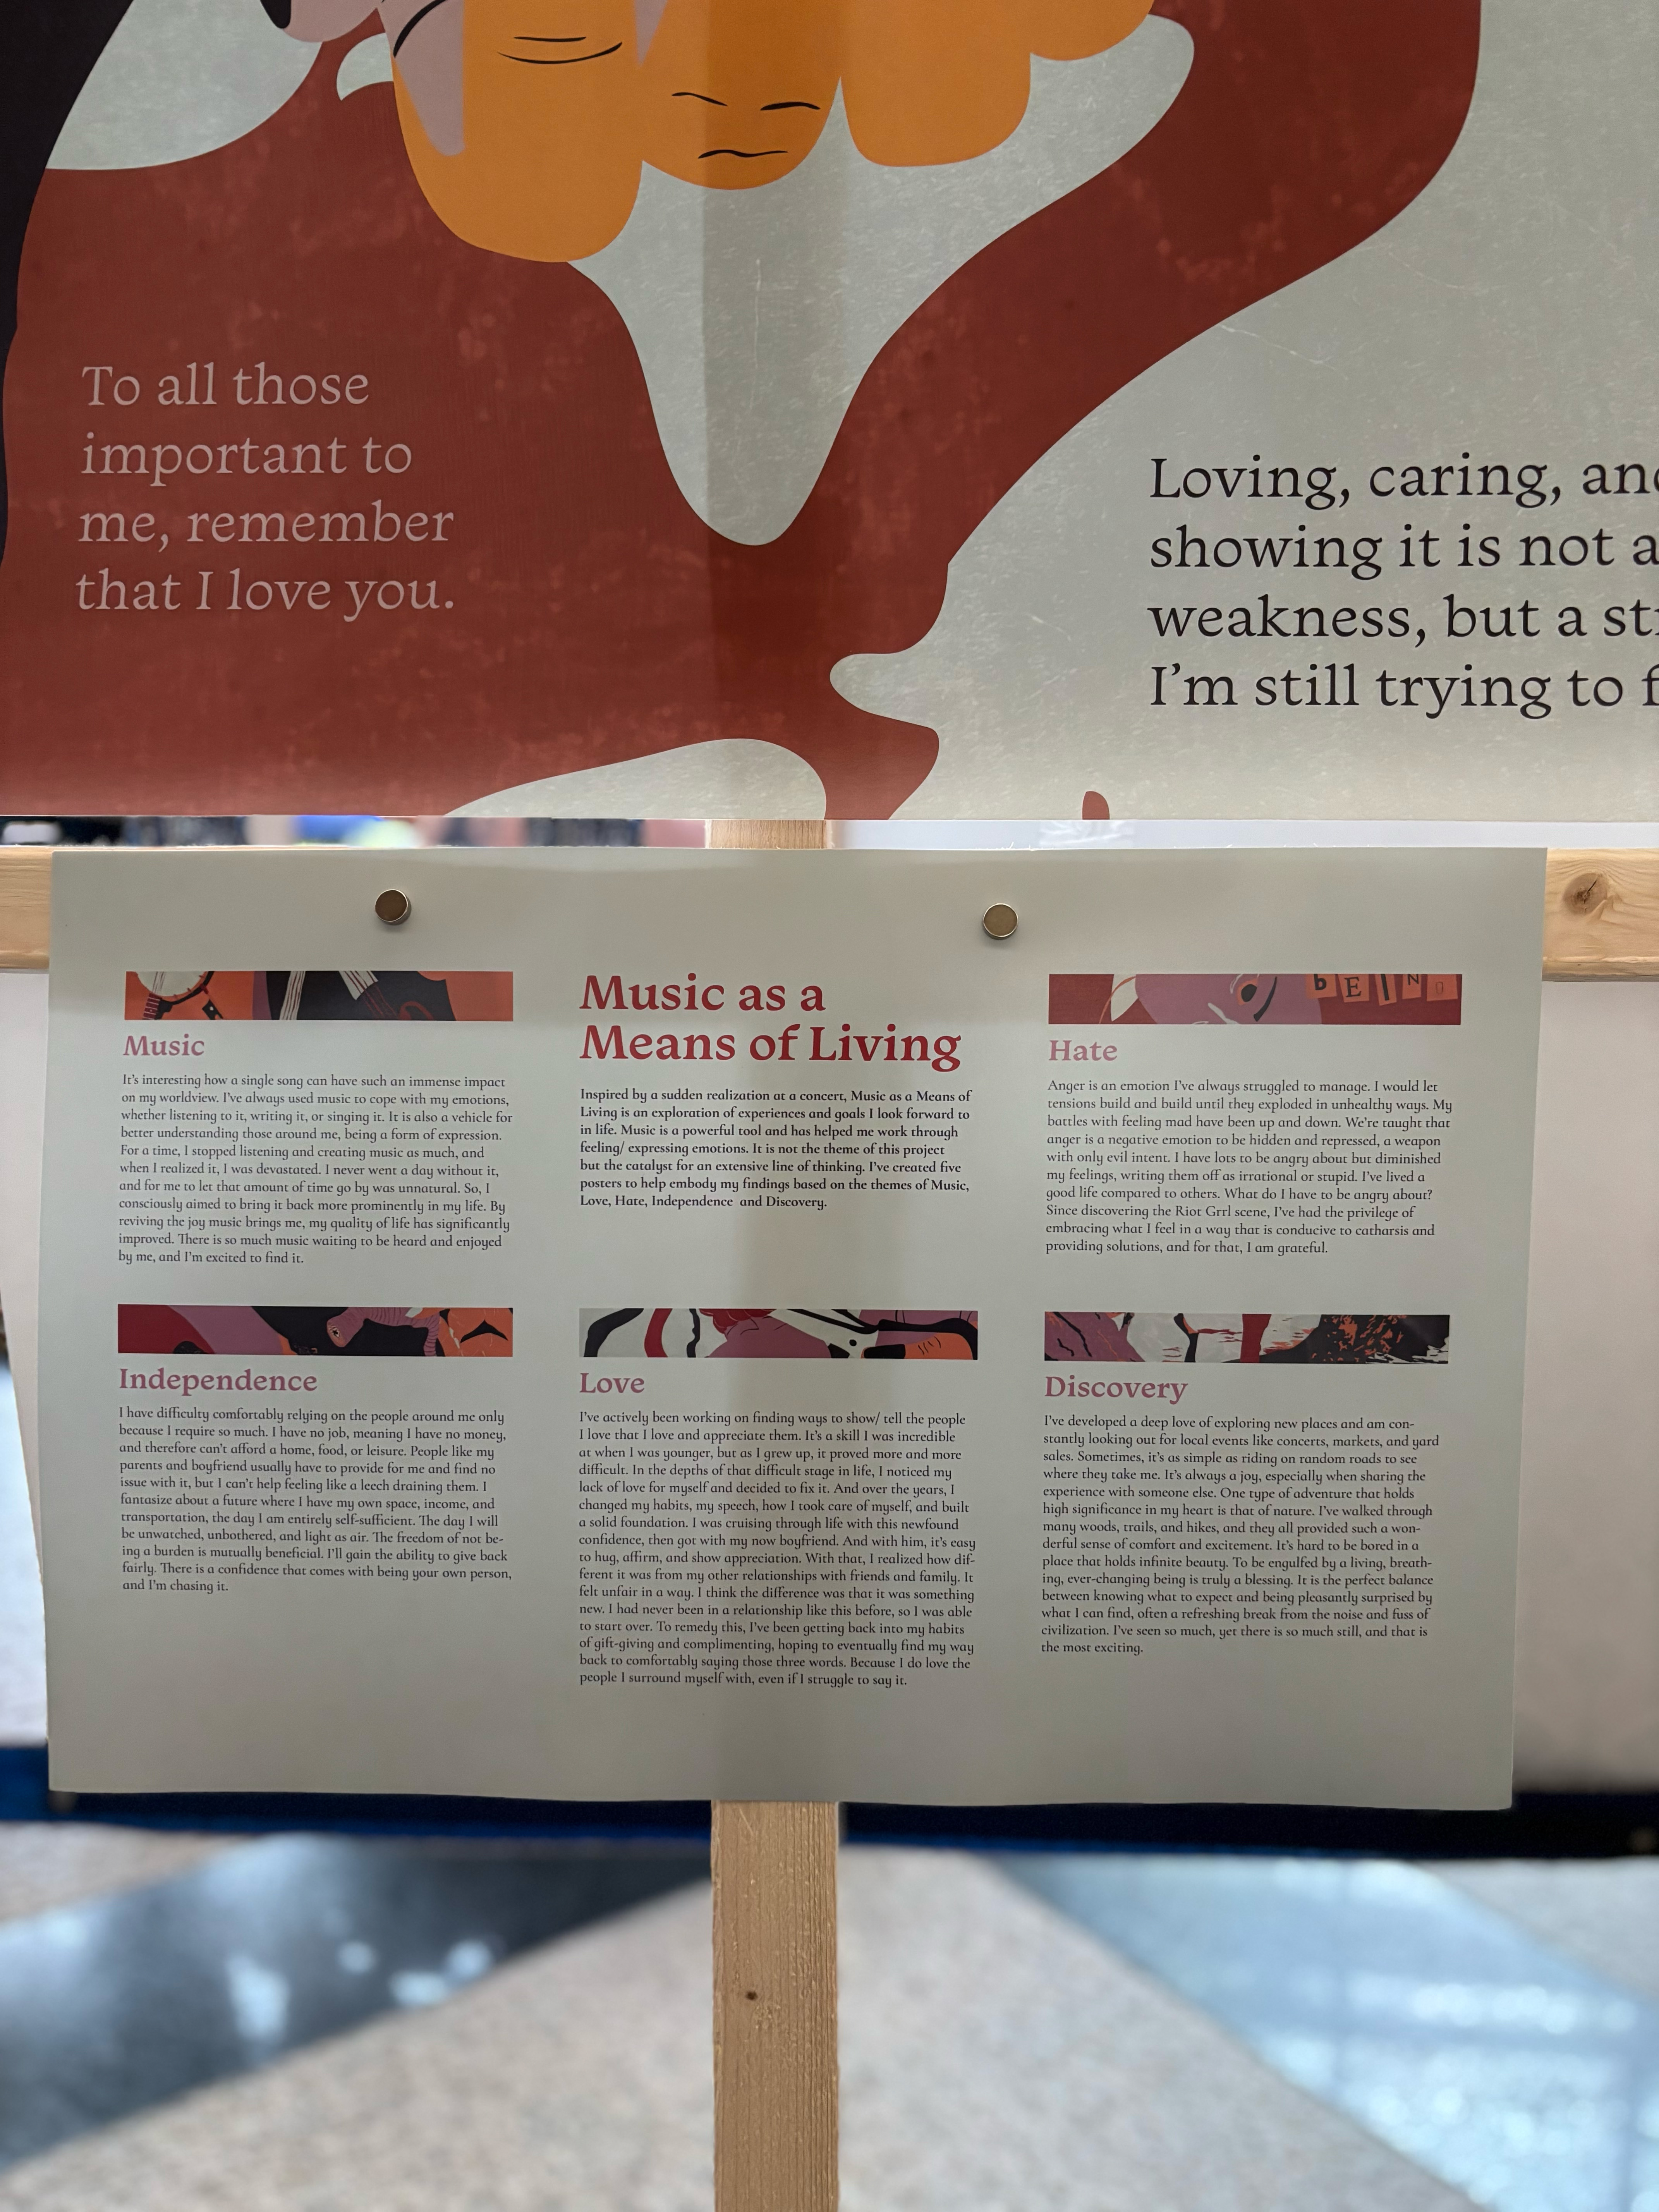 To all those
important to
me, remember
that I love you.
Loving, caring, and
showing it is not a
weakness, but a
I'm still trying to
Music
It's interesting how a single song can have such an immense impact
on my worldview. I've always used music to cope with my emotions,
whether listening to it, writing it, or singing it. It is also a vehicle for
better understanding those around me, being a form of expression.
For a time, I stopped listening and creating music as much, and
when I realized it, I was devastated. I never went a day without it,
and for me to let that amount of time go by was unnatural. So, I
consciously aimed to bring it back more prominently in my life. By
reviving the joy music brings me, my quality of life has significantly
improved. There is so much music waiting to be heard and enjoyed
by me, and I'm excited to find it.
Music as a
Means of Living
Inspired by a sudden realization at a concert, Music as a Means of
Living is an exploration of experiences and goals I look forward to
in life. Music is a powerful tool and has helped me work through
feeling/ expressing emotions. It is not the theme of this project
but the catalyst for an extensive line of thinking. I've created five
posters to help embody my findings based on the themes of Music,
Love, Hate, Independence and Discovery.
bEINg
Hate
Anger is an emotion I've always struggled to manage. I would let
tensions build and build until they exploded in unhealthy ways. My
battles with feeling mad have been up and down. We're taught that
anger is a negative emotion to be hidden and repressed, a weapon
with only evil intent. I have lots to be angry about but diminished
my feelings, writing them off as irrational or stupid. I've lived a
good life compared to others. What do I have to be angry about?
Since discovering the Riot Grrl scene, I've had the privilege of
embracing what I feel in a way that is conducive to catharsis and
providing solutions, and for that, I am grateful.
Independence
I have difficulty comfortably relying on the people around me only
because I require so much. I have no job, meaning I have no money,
and therefore can't afford a home, food, or leisure. People like my
parents and boyfriend usually have to provide for me and find no
issue with it, but I can't help feeling like a leech draining them. I
fantasize about a future where I have my own space, income, and
transportation, the day I am entirely self-sufficient. The day I will
be unwatched, unbothered, and light as air. The freedom of not be-
ing a burden is mutually beneficial. I'll gain the ability to give back
fairly. There is a confidence that comes with being your own person,
and I'm chasing it.
Love
I've actively been working on finding ways to show/ tell the people
I love that I love and appreciate them. It's a skill I was incredible
at when I was younger, but as I grew up, it proved more and more
difficult. In the depths of that difficult stage in life, I noticed my
lack of love for myself and decided to fix it. And over the years, I
changed my habits, my speech, how I took care of myself, and built
a solid foundation. I was cruising through life with this newfound
confidence, then got with my now boyfriend. And with him, it's easy
to hug, affirm, and show appreciation. With that, I realized how dif-
ferent it was from my other relationships with friends and family. It
felt unfair in a way. I think the difference was that it was something
new. I had never been in a relationship like this before, so I was able
to start over. To remedy this, I've been getting back into my habits
of gift-giving and complimenting, hoping to eventually find my way
back to comfortably saying those three words. Because I do love the
people I surround myself with, even if I struggle to say it.
Discovery
I've developed a deep love of exploring new places and am con-
stantly looking out for local events like concerts, markets, and yard
sales. Sometimes, it's as simple as riding on random roads to see
where they take me. It's always a joy, especially when sharing the
experience with someone else. One type of adventure that holds
high significance in my heart is that of nature. I've walked through
many woods, trails, and hikes, and they all provided such a won-
derful sense of comfort and excitement. It's hard to be bored in a
place that holds infinite beauty. To be engulfed by a living, breath-
ing, ever-changing being is truly a blessing. It is the perfect balance
between knowing what to expect and being pleasantly surprised by
what I can find, often a refreshing break from the noise and fuss of
civilization. I've seen so much, yet there is so much still, and that is
the most exciting.